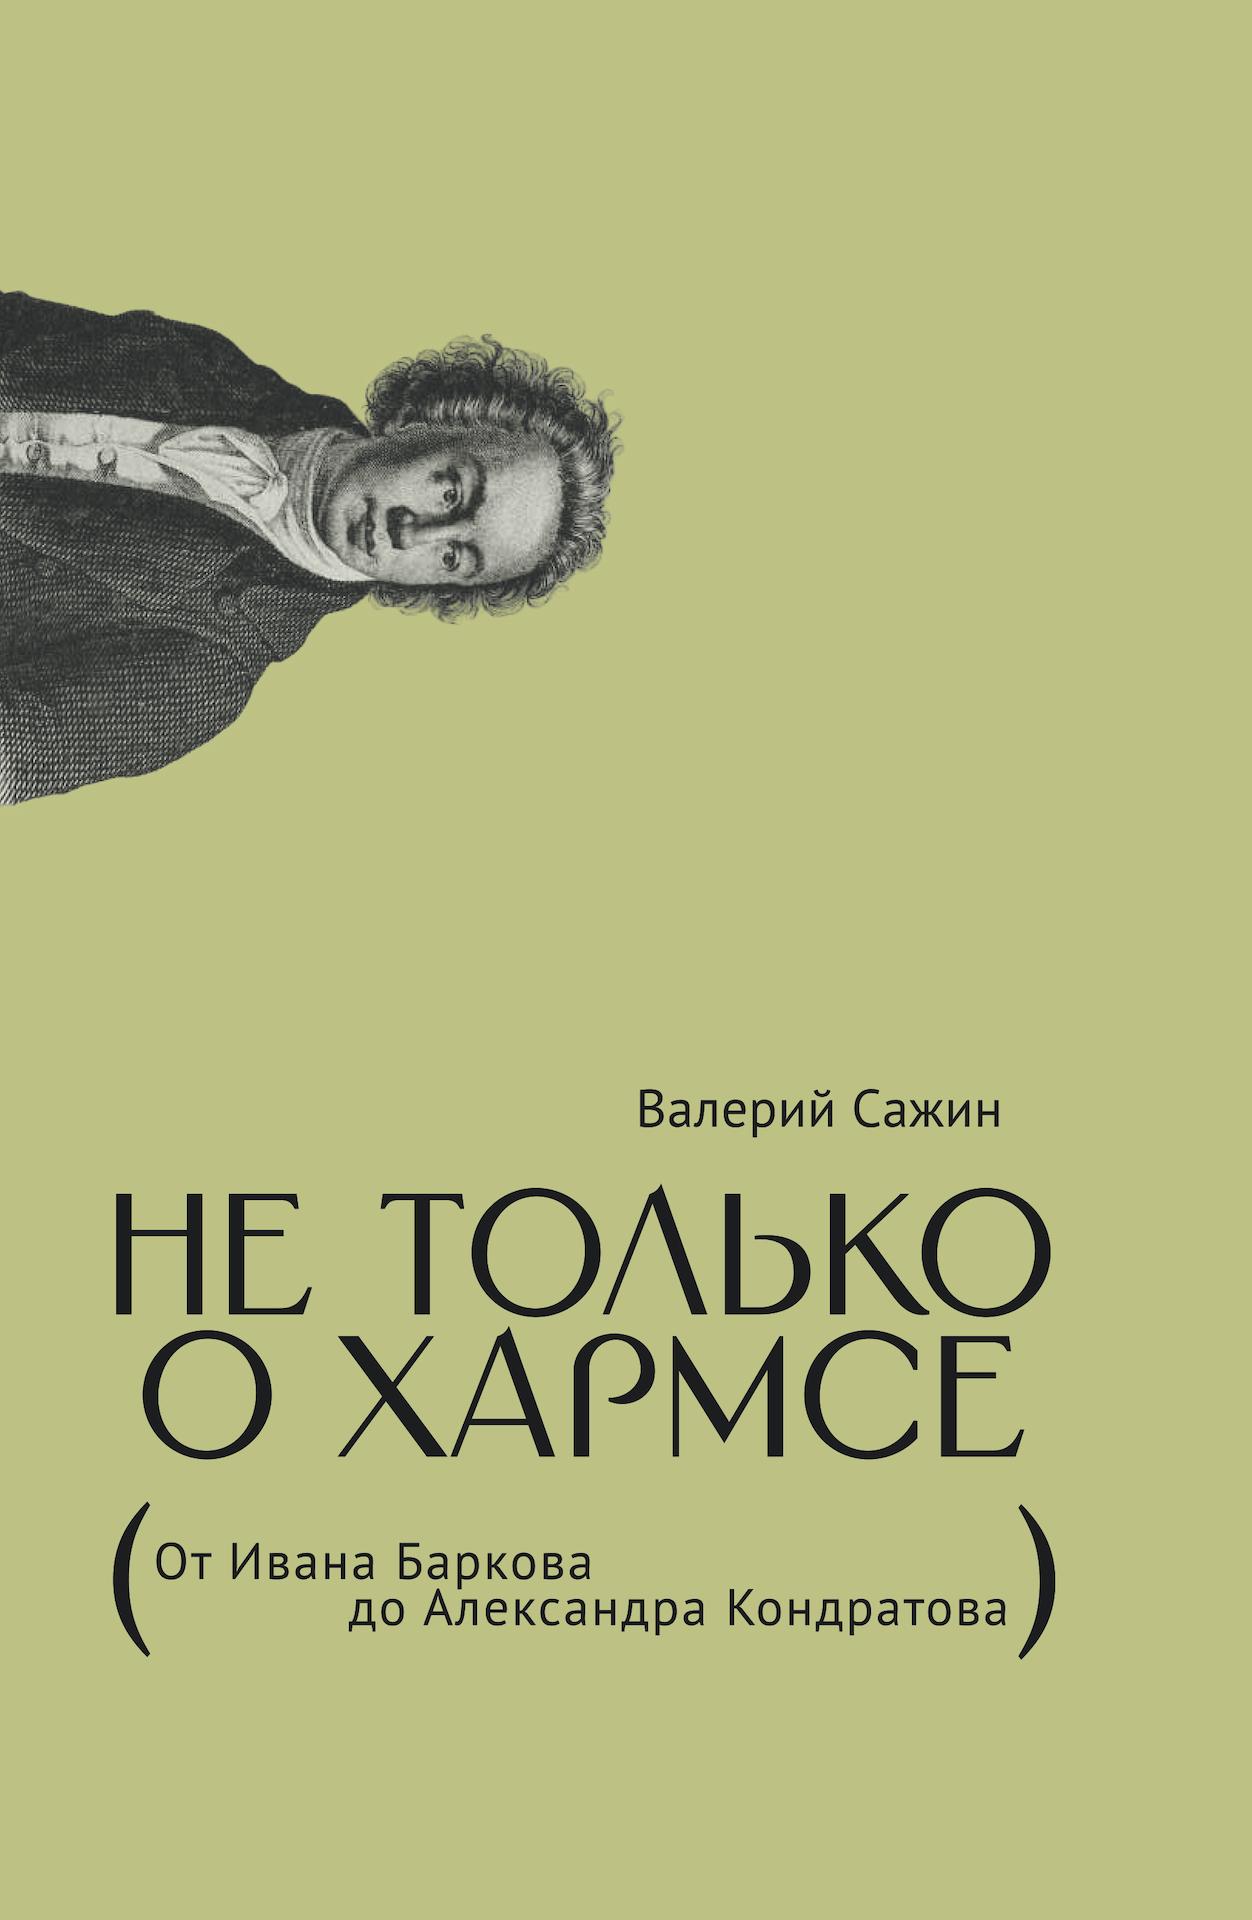 Валерий Сажин
НЕ ТОЛЬКО
О ХАРМСЕ
(От Ивана Баркова
до Александра Кондратова)